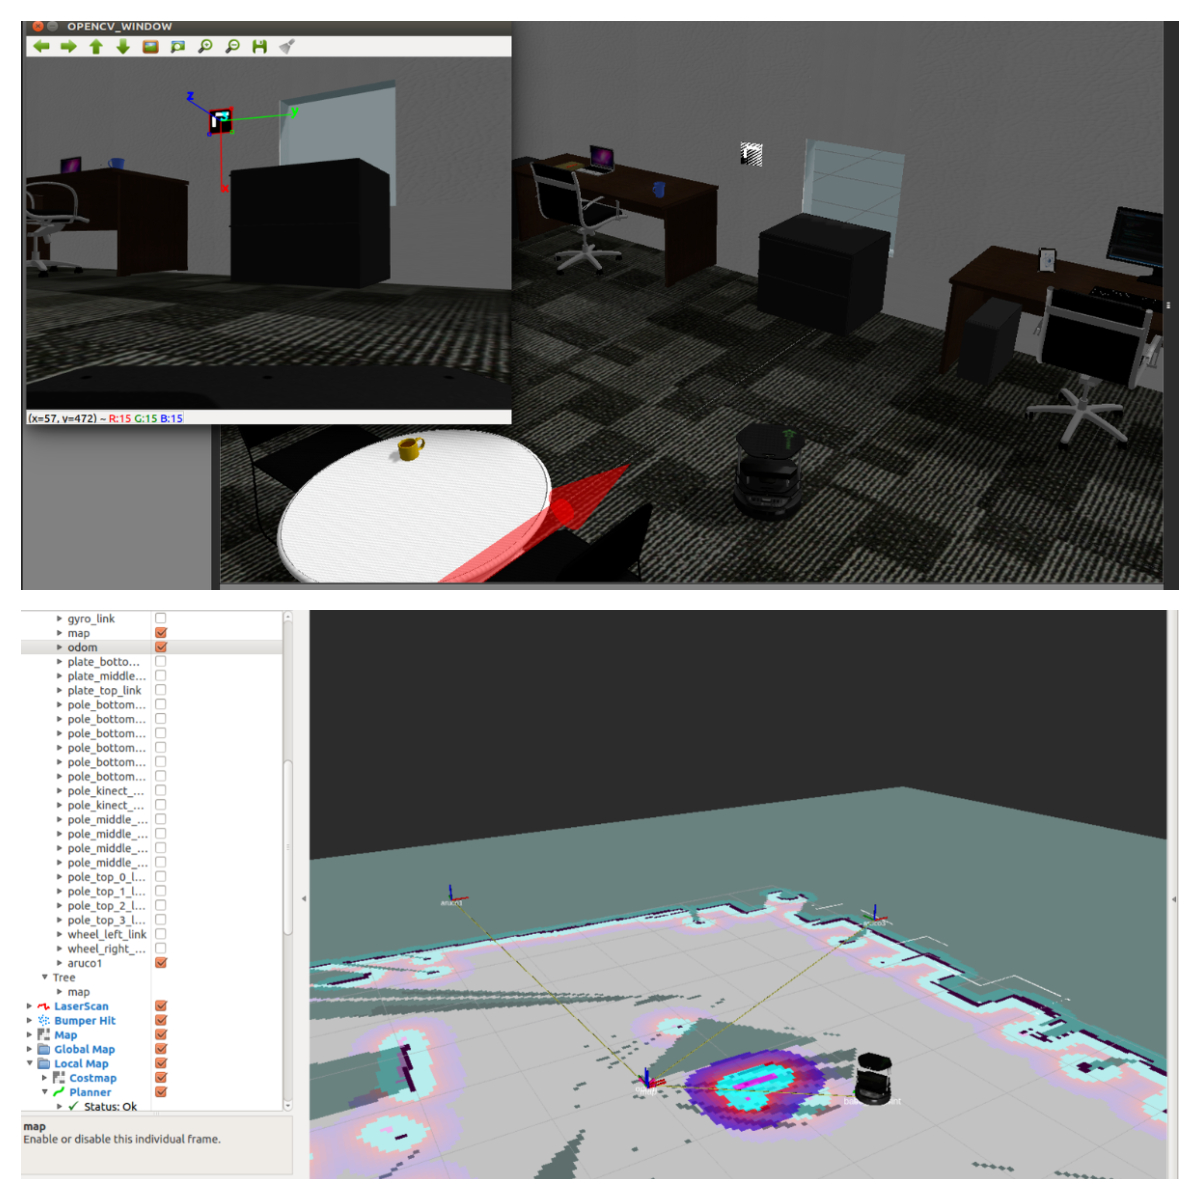 OPENCV_WINDOW
Z
Y
X
(x=57, y=472) ~ R:15 G:15 B:15
gyro_link
map
odom
plate_botto...
plate_middle...
plate_top_link
pole_bottom...
pole_bottom...
pole_bottom...
pole_bottom...
pole_bottom...
pole_bottom...
pole_kinect_...
pole_kinect_...
pole_middle_...
pole_middle_...
pole_middle_...
pole_middle_...
pole_top_0_l...
pole_top_1_l...
pole_top_2_l...
pole_top_3_l...
wheel_left_link
wheel_right_...
aruco1
Tree
map
LaserScan
Bumper Hit
Map
Global Map
Local Map
Costmap
Planner
Status: Ok
map
Enable or disable this individual frame.